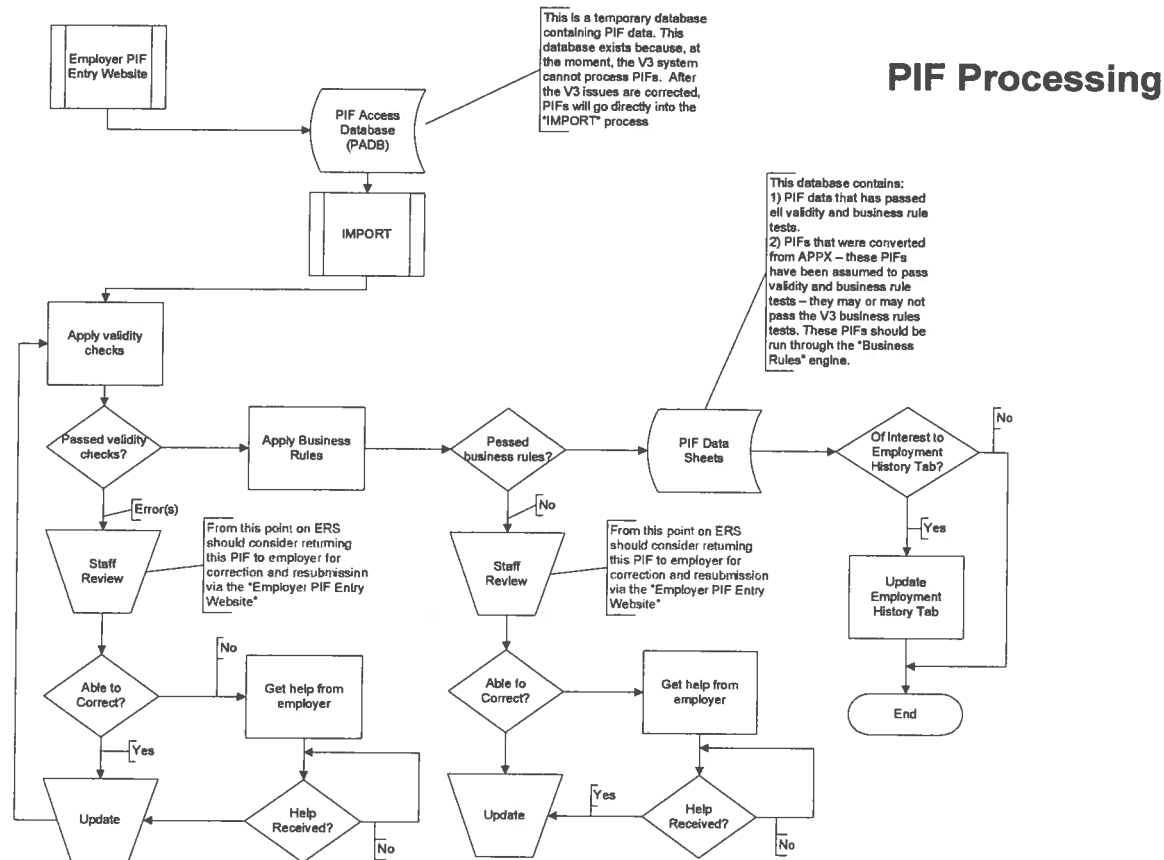 PIF Processing
Employer PIF
Entry Website
This is a temporary database
containing PIF data. This
database exists because, at
the moment, the V3 system
cannot process PIFs. After
the V3 issues are corrected,
PIFs will go directly into the
"IMPORT" process
PIF Access
Database
(PADB)
IMPORT
This database contains:
1) PIF data that has passed
ell validity and business rule
tests.
2) PIFs that were converted
from APPX – these PIFs
have been assumed to pass
validity and business rule
tests – they may or may not
pass the V3 business rules
tests. These PIFs should be
run through the "Business
Rules" engine.
Apply validity
checks
Passed validity
checks?
Apply Business
Rules
Pessed
business rules?
PIF Data
Sheets
Of Interest to
Employment
History Tab?
No
Error(s)
No
Yes
Staff
Review
From this point on ERS
should consider returning
this PIF to employer for
correction and resubmission
via the "Employer PIF Entry
Website"
Staff
Review
From this point on ERS
should consider returning
this PIF to employer for
correction and resubmission
via the "Employer PIF Entry
Website"
Update
Employment
History Tab
No
Able to
Correct?
Get help from
employer
Able to
Correct?
Get help from
employer
End
Yes
Update
Help
Received?
No
Update
Yes
Help
Received?
No